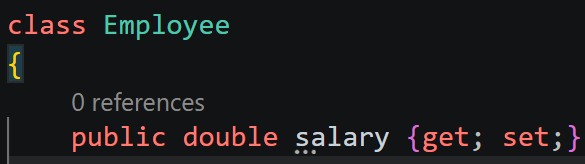 class Employee
{
0 references
public double salary {get; set;}